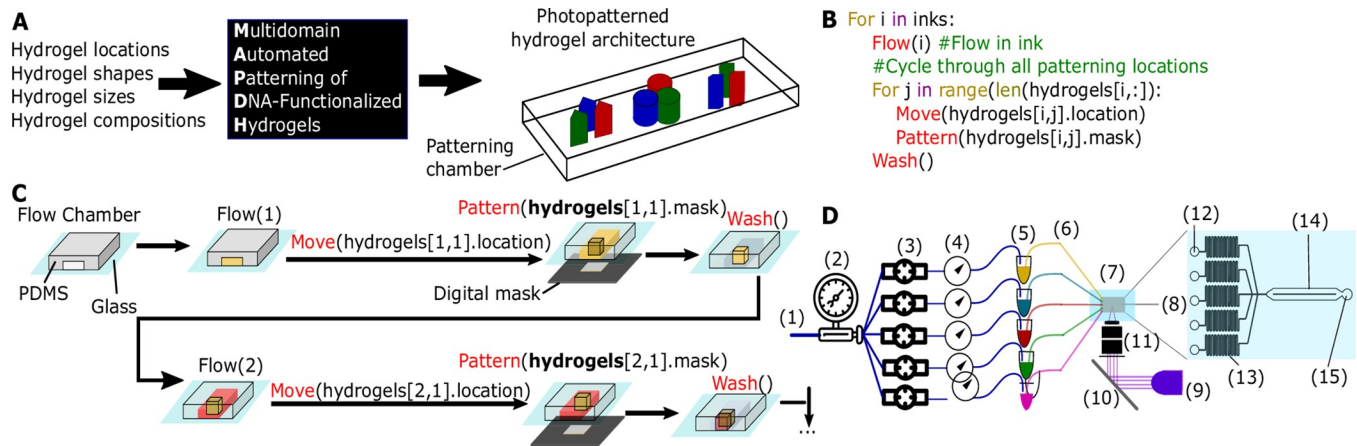 A
Hydrogel locations
Hydrogel shapes
Hydrogel sizes
Hydrogel compositions
Multidomain
Automated
Patterning of
DNA-Functionalized
Hydrogels
Photopatterned
hydrogel architecture
Patterning
chamber
B
For i in inks:
Flow(i) #Flow in ink
#Cycle through all patterning locations
For j in range(len(hydrogels[i,:]):
Move(hydrogels[i,j].location)
Pattern(hydrogels[i,j].mask)
Wash()
C
Flow Chamber
PDMS
Glass
Flow(1)
Move(hydrogels[1,1].location)
Pattern(hydrogels[1,1].mask)
Digital mask
Wash()
Flow(2)
Move(hydrogels[2,1].location)
Pattern(hydrogels[2,1].mask)
Wash()
...
D
(1)
(2)
(3)
(4)
(5)
(6)
(7)
(8)
(9)
(10)
(11)
(12)
(13)
(14)
(15)